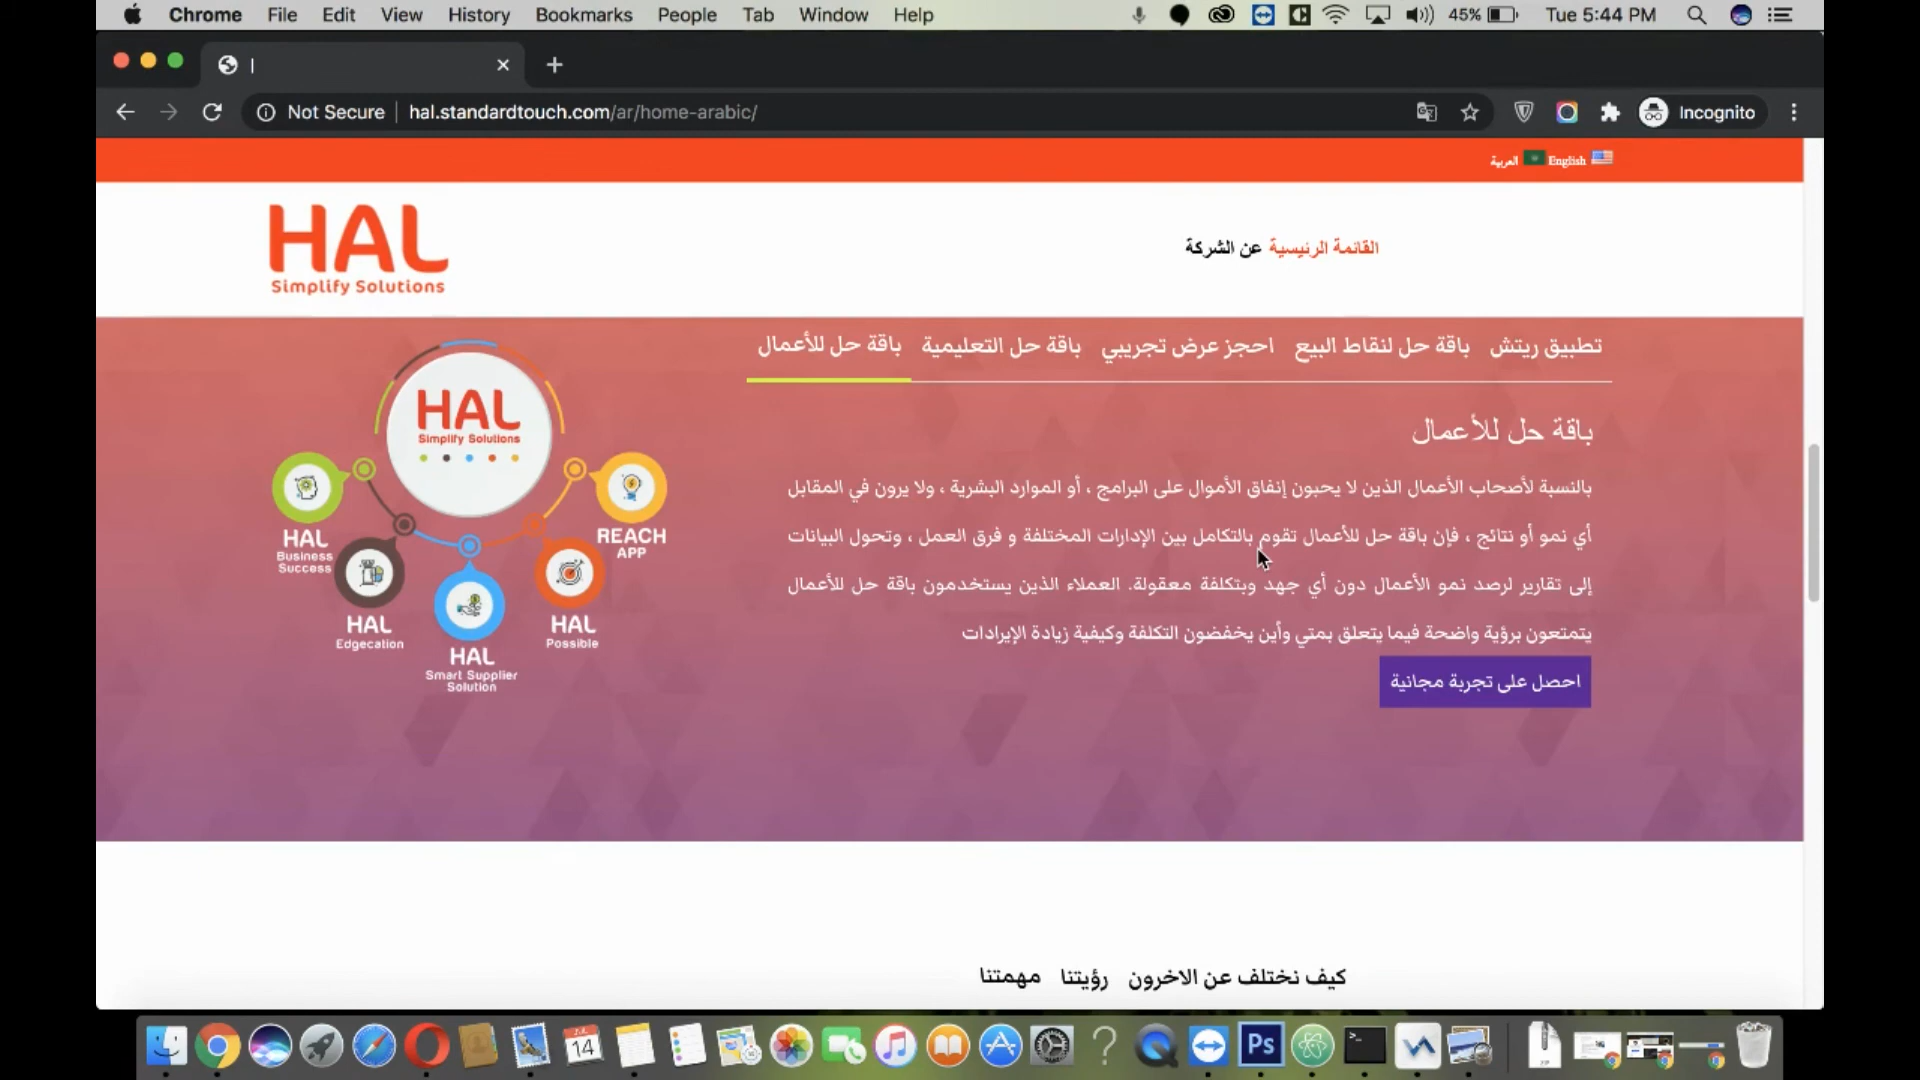 Chrome File Edit View History Bookmarks People Tab Window Help
45% Tue 5:44 PM
Not Secure hal.standardtouch.com/ar/home-arabic/
Incognito
العربية English
HAL
Simplify Solutions
القائمة الرئيسية عن الشركة
تطبيق ريتش باقة حل لنقاط البيع احجز عرض تجريبي باقة حل التعليمية باقة حل للأعمال
HAL
Simplify Solutions
HAL
Business
Success
HAL
Edgecation
HAL
Smart Supplier
Solution
HAL
Possible
REACH
APP
باقة حل للأعمال
بالنسبة لأصحاب الأعمال الذين لا يحبون إنفاق الأموال على البرامج ، أو الموارد البشرية ، ولا يرون في المقابل
أي نمو أو نتائج ، فإن باقة حل للأعمال تقوم بالتكامل بين الإدارات المختلفة و فرق العمل ، وتحول البيانات
إلى تقارير لرصد نمو الأعمال دون أي جهد وبتكلفة معقولة. العملاء الذين يستخدمون باقة حل للأعمال
يتمتعون برؤية واضحة فيما يتعلق بمتي وأين يخفضون التكلفة وكيفية زيادة الإيرادات
احصل على تجربة مجانية
كيف نختلف عن الاخرون رؤيتنا مهمتنا
JUL
14
Ps